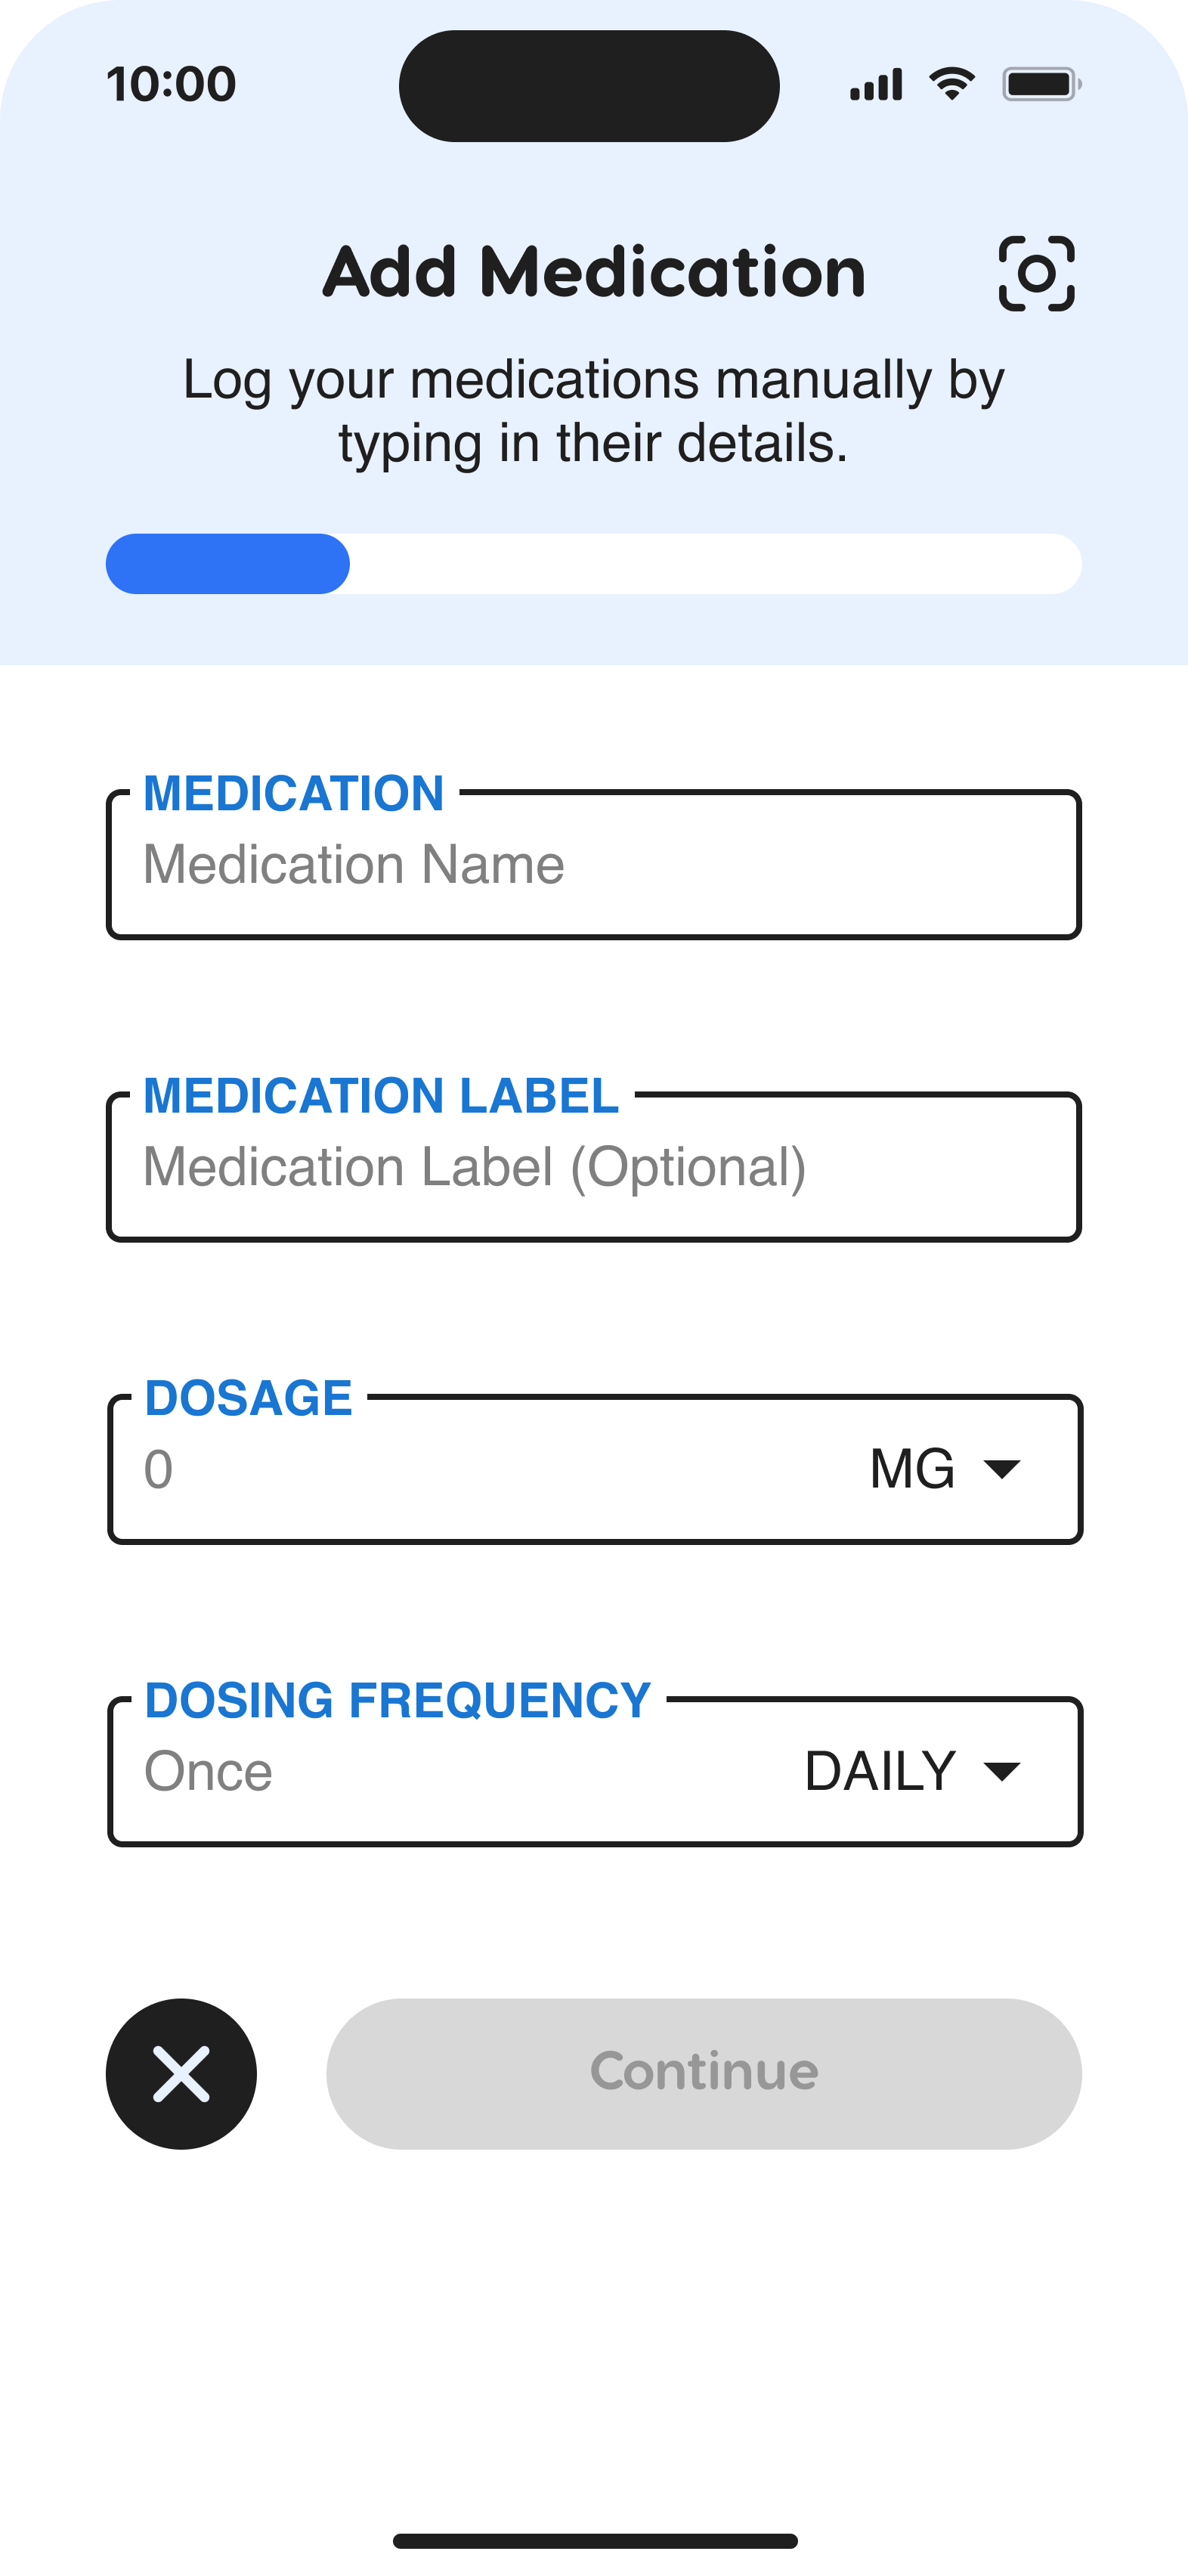 10:00
Add Medication
Log your medications manually by
typing in their details.
MEDICATION
Medication Name
MEDICATION LABEL
Medication Label (Optional)
DOSAGE
0 MG
DOSING FREQUENCY
Once DAILY
Continue